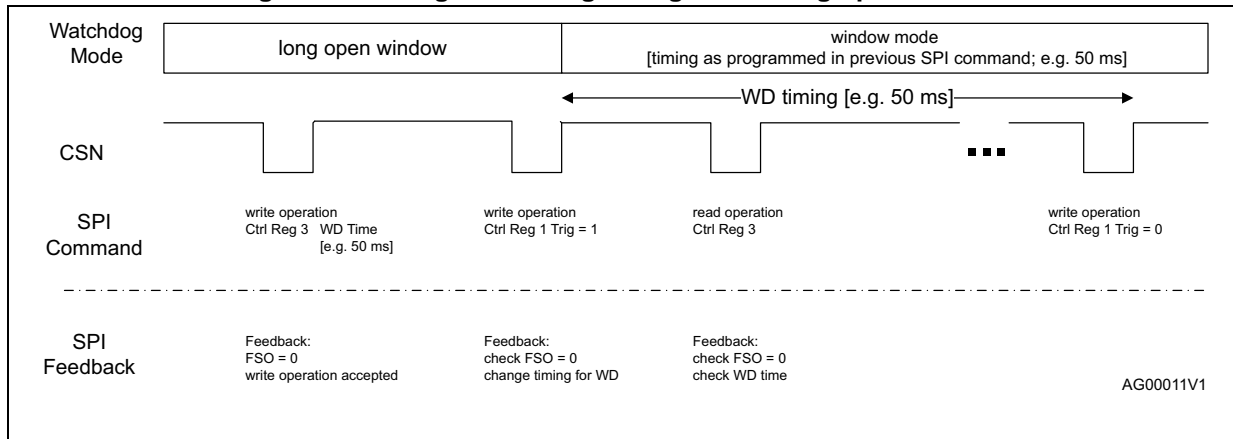 Watchdog
Mode
long open window
window mode
[timing as programmed in previous SPI command; e.g. 50 ms]
WD timing [e.g. 50 ms]
CSN
SPI
Command
write operation
Ctrl Reg 3 WD Time
[e.g. 50 ms]
write operation
Ctrl Reg 1 Trig = 1
read operation
Ctrl Reg 3
write operation
Ctrl Reg 1 Trig = 0
SPI
Feedback
Feedback:
FSO = 0
write operation accepted
Feedback:
check FSO = 0
change timing for WD
Feedback:
check FSO = 0
check WD time
AG00011V1